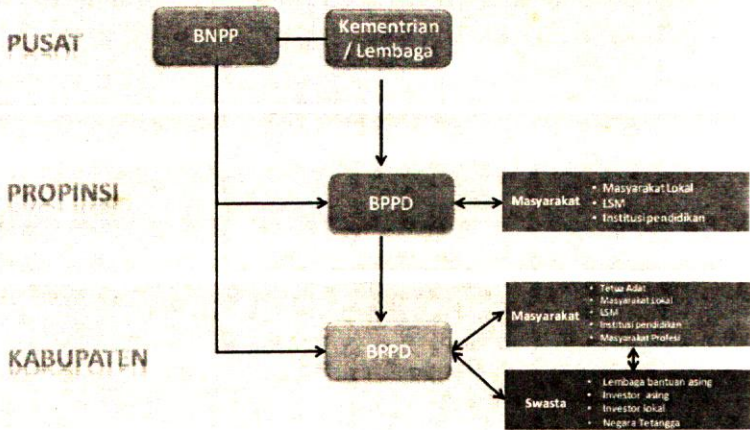 PUSAT
BNPP
Kementrian
/ Lembaga
PROPINSI
BPPD
Masyarakat
• Masyarakat Lokal
• LSM
• Institusi pendidikan
KABUPATEN
BPPD
Masyarakat
• Tetua Adat
• Masyarakat Lokal
• LSM
• Institusi pendidikan
• Masyarakat Profesi
Swasta
• Lembaga bantuan asing
• Investor asing
• Investor lokal
• Negara Tetangga